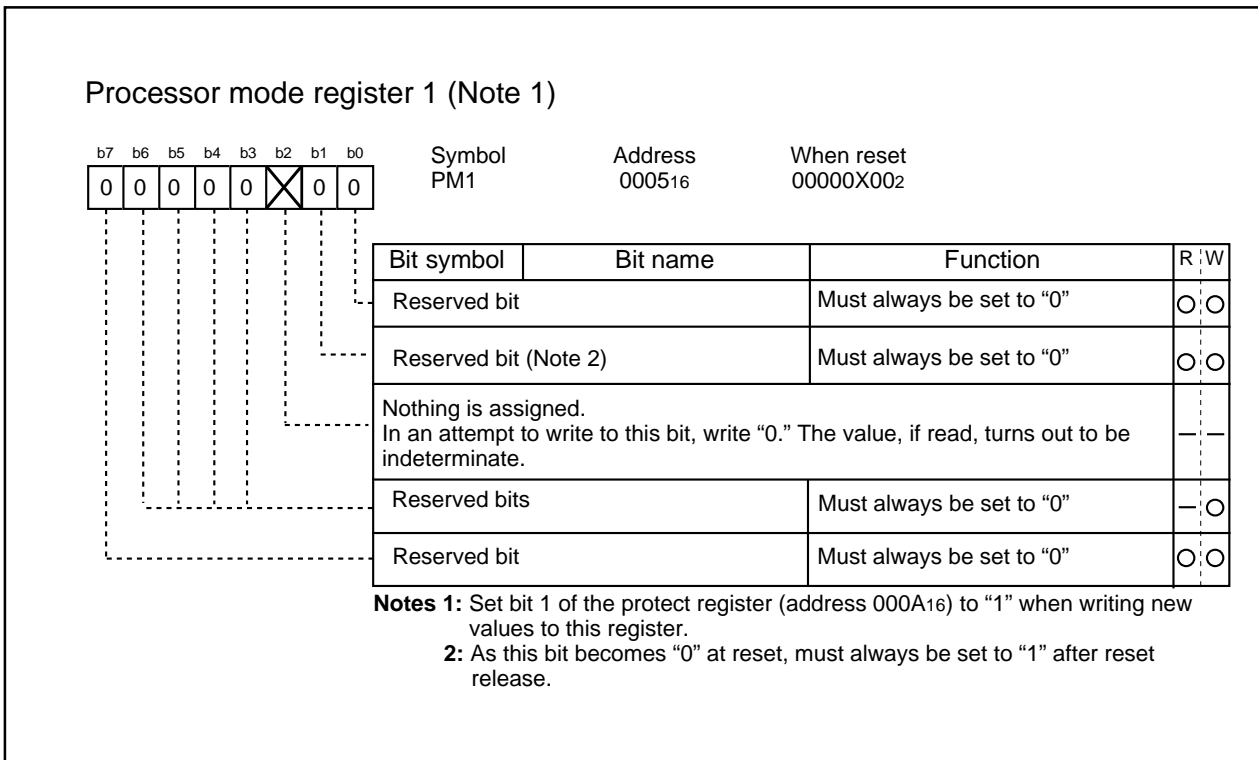 Processor mode register 1 (Note 1)
b7 b6 b5 b4 b3 b2 b1 b0
Symbol Address When reset
PM1 000516 00000X002
0 0 0 0 0 X 0 0
Bit symbol Bit name Function R W
Reserved bit Must always be set to “0” O O
Reserved bit (Note 2) Must always be set to “0” O O
Nothing is assigned.
In an attempt to write to this bit, write “0.” The value, if read, turns out to be – –
indeterminate.
Reserved bits Must always be set to “0” – O
Reserved bit Must always be set to “0” O O
Notes 1: Set bit 1 of the protect register (address 000A16) to “1” when writing new
values to this register.
2: As this bit becomes “0” at reset, must always be set to “1” after reset
release.